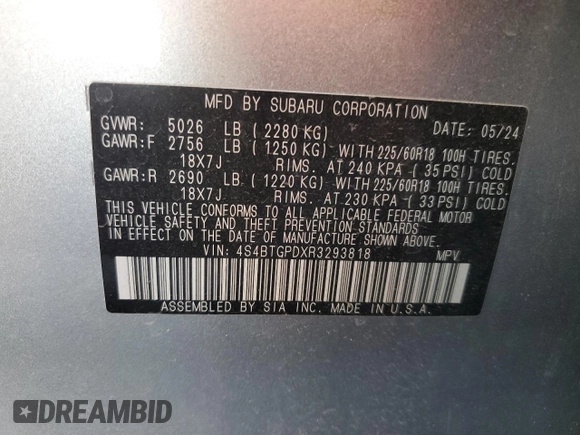 MFD BY SUBARU CORPORATION
GVWR: 5026 LB ( 2280 KG) DATE: 05/24
GAWR:F 2756 LB ( 1250 KG) WITH 225/60R18 100H TIRES.
18X7J RIMS. AT 240 KPA ( 35 PSI) COLD
GAWR:R 2690 LB ( 1220 KG) WITH 225/60R18 100H TIRES.
18X7J RIMS. AT 230 KPA ( 33 PSI) COLD
THIS VEHICLE CONFORMS TO ALL APPLICABLE FEDERAL MOTOR
VEHICLE SAFETY AND THEFT PREVENTION STANDARDS
IN EFFECT ON THE DATE OF MANUFACTURE SHOWN ABOVE.
VIN: 4S4BTGPDXR3293818 MPV
ASSEMBLED BY SIA INC. MADE IN U.S.A.
DREAMBID